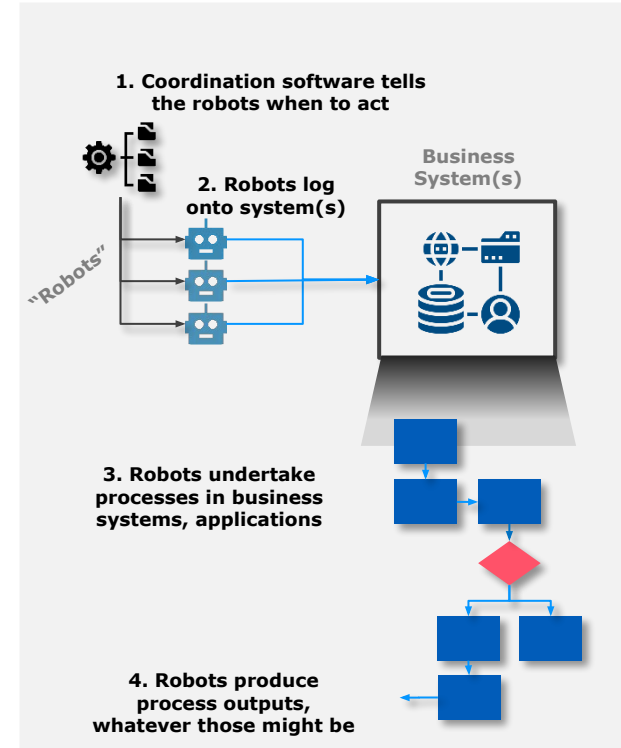 1. Coordination software tells
the robots when to act
Business
System(s)
2. Robots log
onto system(s)
"Robots"
3. Robots undertake
processes in business
systems, applications
4. Robots produce
process outputs,
whatever those might be